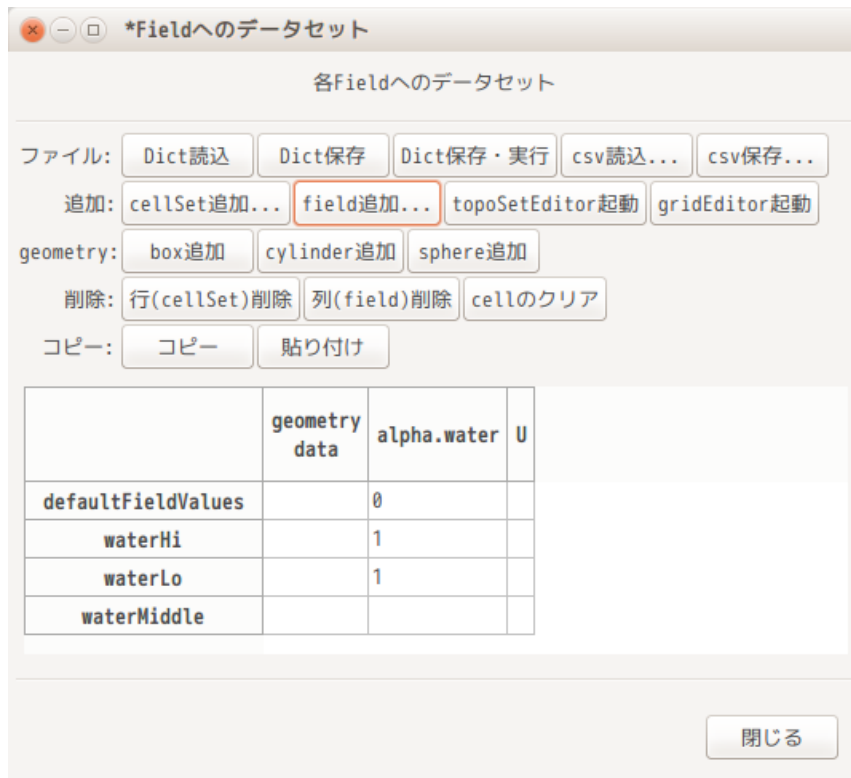 *Fieldへのデータセット
各Fieldへのデータセット
ファイル: Dict読込 Dict保存 Dict保存・実行 csv読込... csv保存...
追加: cellSet追加... field追加... topoSetEditor起動 gridEditor起動
geometry: box追加 cylinder追加 sphere追加
削除: 行(cellSet)削除 列(field)削除 cellのクリア
コピー: コピー 貼り付け
geometry data alpha.water U
defaultFieldValues 0
waterHi 1
waterLo 1
waterMiddle
閉じる